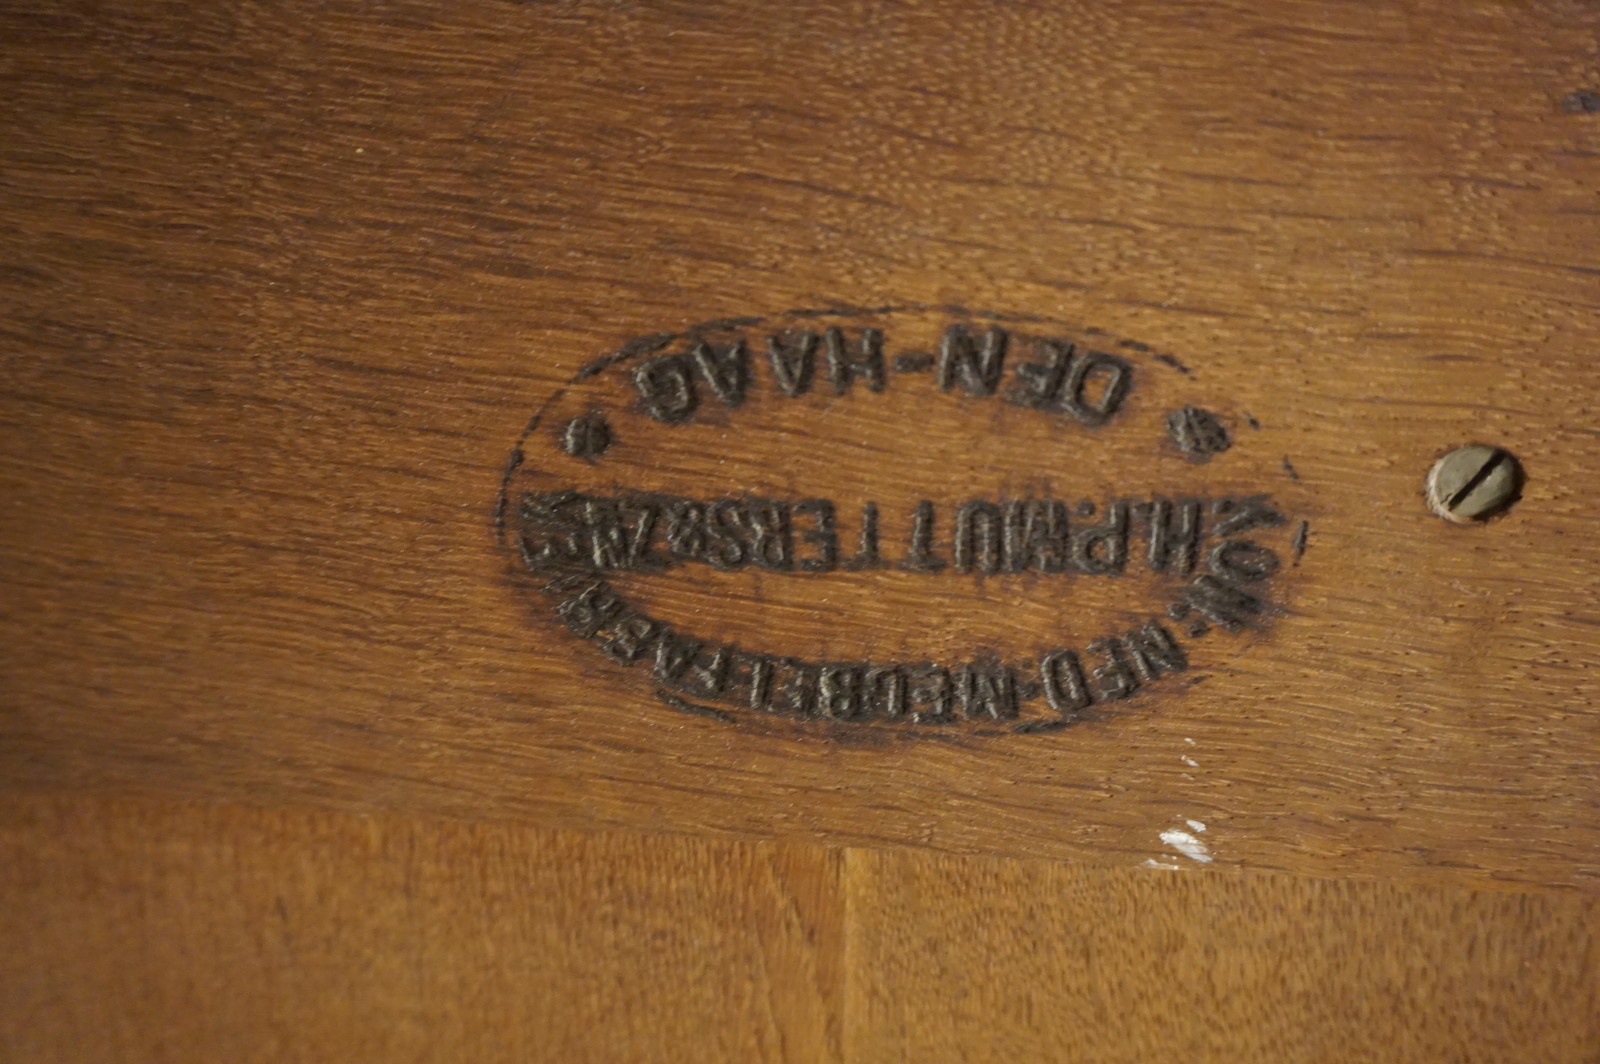 KON: NED-MEUBELFABRIEK
H.P. MUTTERS & ZN
DEN-HAAG